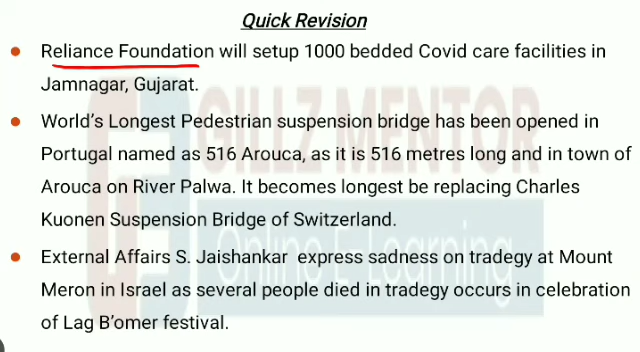 Quick Revision
Reliance Foundation will setup 1000 bedded Covid care facilities in
Jamnagar, Gujarat.
World's Longest Pedestrian suspension bridge has been opened in
Portugal named as 516 Arouca, as it is 516 metres long and in town of
Arouca on River Palwa. It becomes longest be replacing Charles
Kuonen Suspension Bridge of Switzerland.
External Affairs S. Jaishankar express sadness on tradegy at Mount
Meron in Israel as several people died in tradegy occurs in celebration
of Lag B'omer festival.
GILLZ MENTOR
Online E-Learning